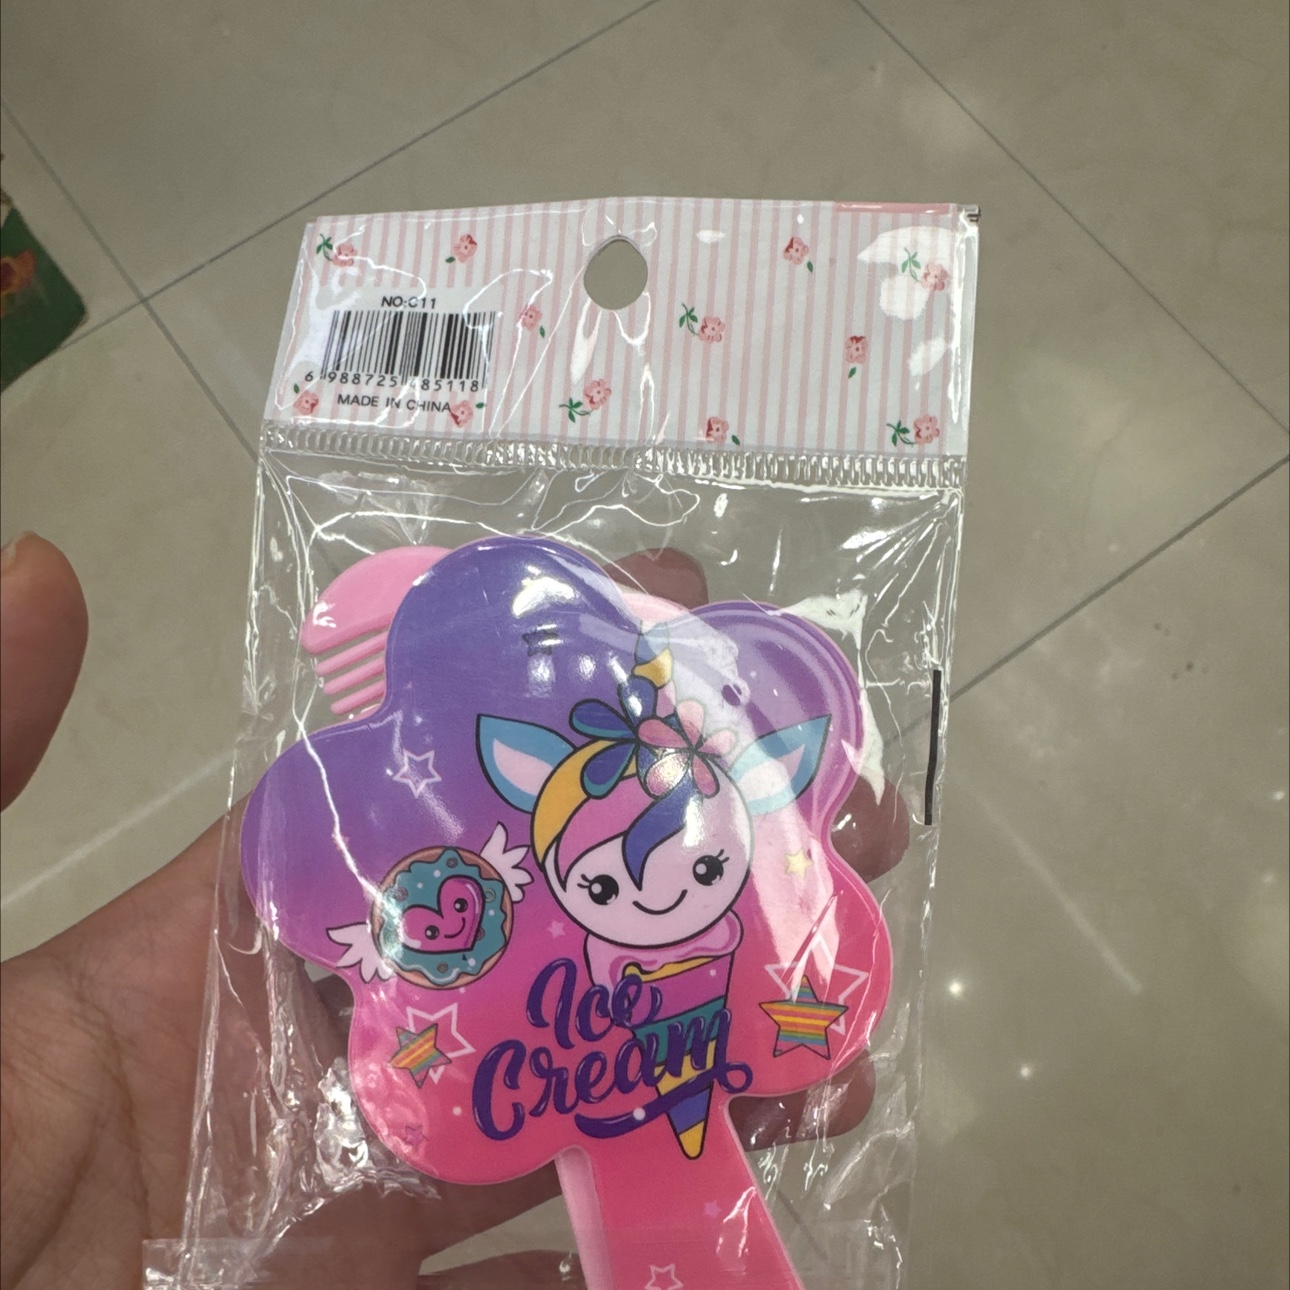 NO:C11
6 988725 485118
MADE IN CHINA
Ice
Cream